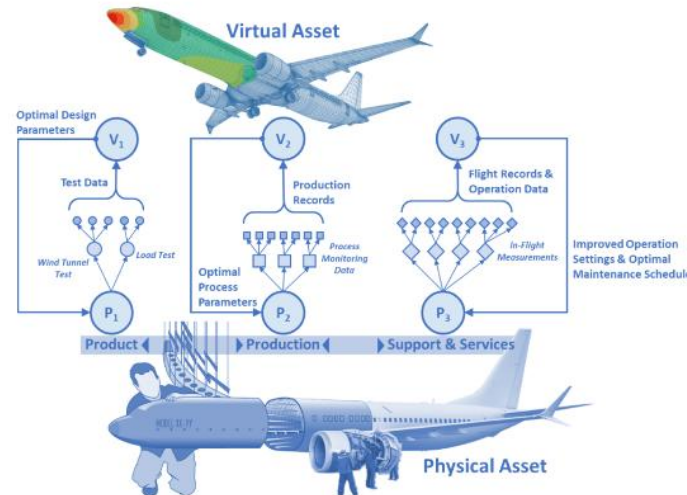 Virtual Asset
Optimal Design
Parameters
V1
V2
V3
Test Data
Production
Records
Flight Records &
Operation Data
Wind Tunnel
Test
Load Test
Process
Monitoring
Data
In-Flight
Measurements
Optimal
Process
Parameters
Improved Operation
Settings & Optimal
Maintenance Schedule
P1
P2
P3
Product
Production
Support & Services
Physical Asset